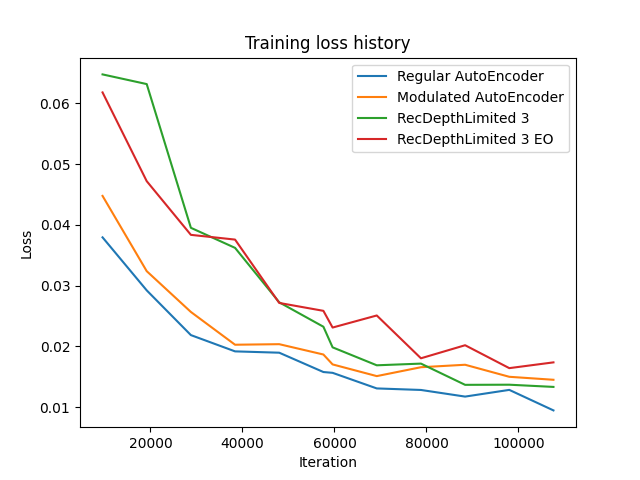 Training loss history
Regular AutoEncoder
Modulated AutoEncoder
RecDepthLimited 3
RecDepthLimited 3 EO
0.06
0.05
0.04
0.03
0.02
0.01
Loss
20000 40000 60000 80000 100000
Iteration